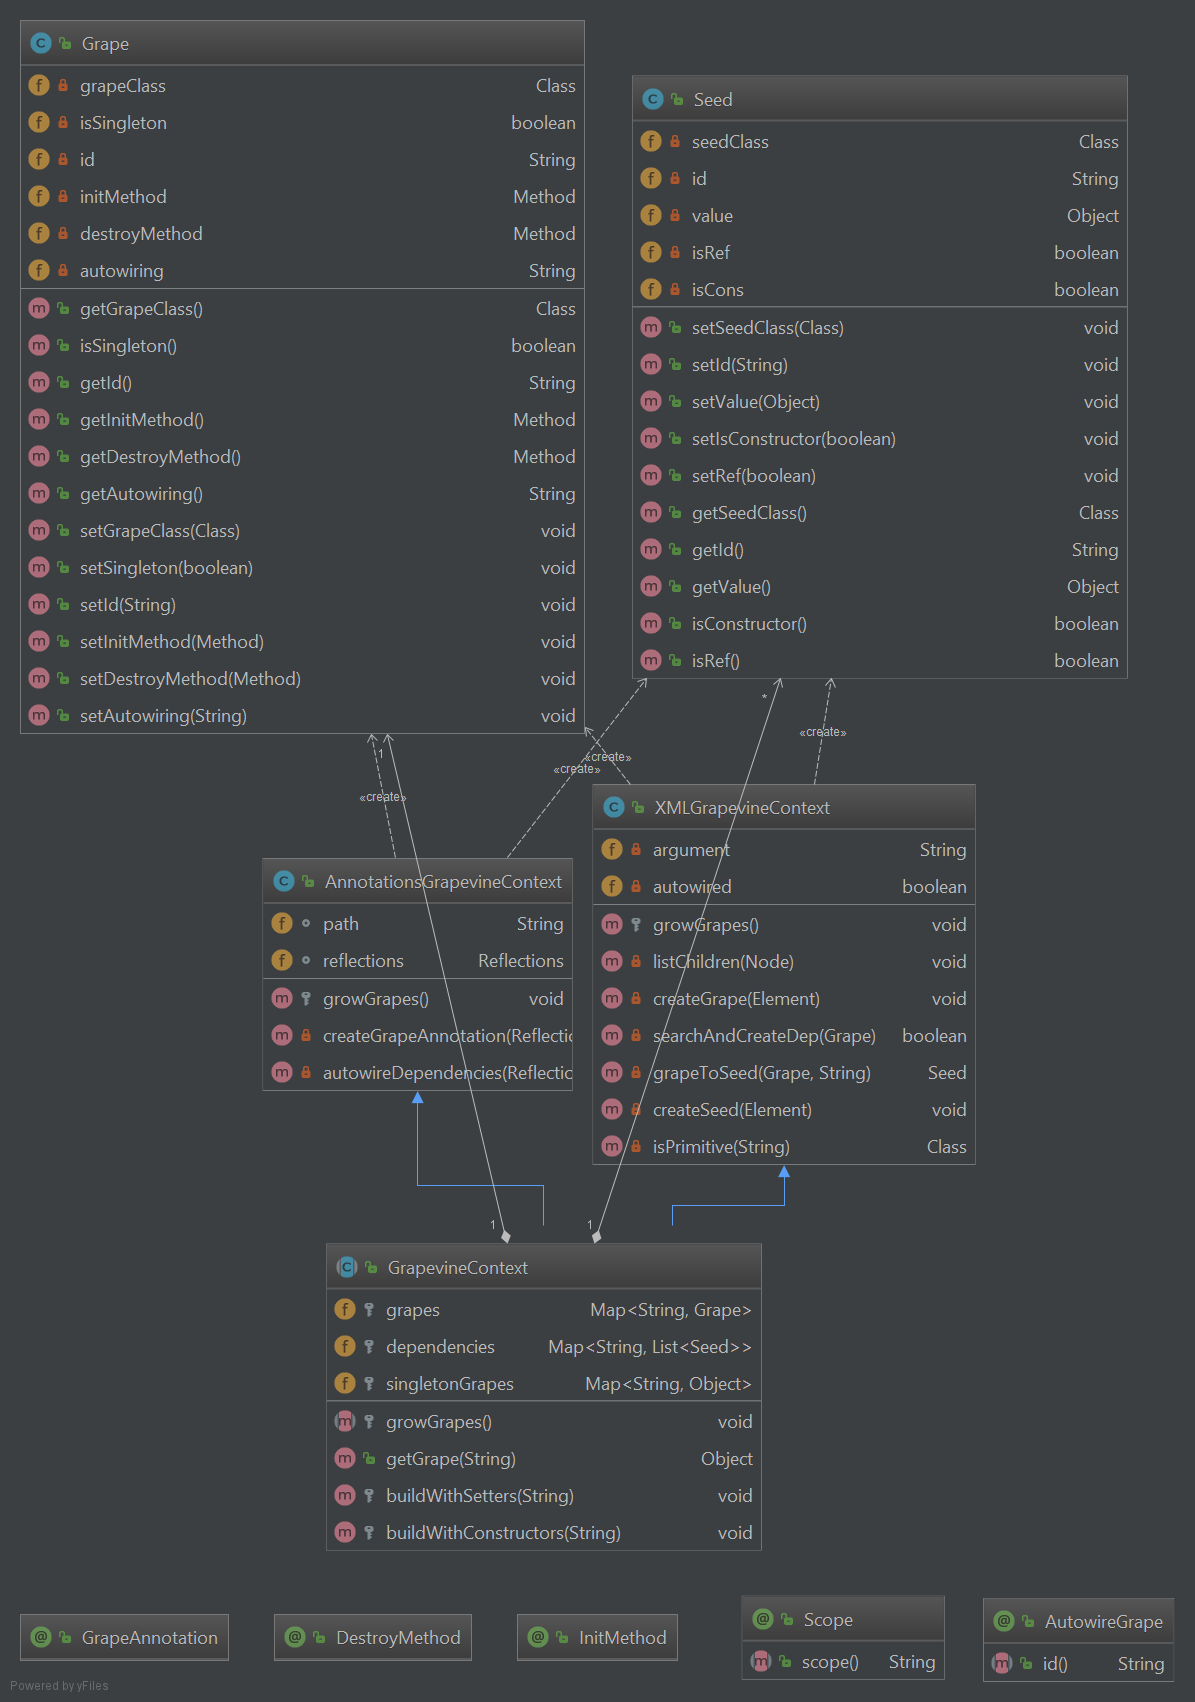 Grape
grapeClass Class
isSingleton boolean
id String
initMethod Method
destroyMethod Method
autowiring String
getGrapeClass() Class
isSingleton() boolean
getId() String
getInitMethod() Method
getDestroyMethod() Method
getAutowiring() String
setGrapeClass(Class) void
setSingleton(boolean) void
setId(String) void
setInitMethod(Method) void
setDestroyMethod(Method) void
setAutowiring(String) void
Seed
seedClass Class
id String
value Object
isRef boolean
isCons boolean
setSeedClass(Class) void
setId(String) void
setValue(Object) void
setIsConstructor(boolean) void
setRef(boolean) void
getSeedClass() Class
getId() String
getValue() Object
isConstructor() boolean
isRef() boolean
*
«create»
1
«create»
«create»
«create»
XMLGrapevineContext
argument String
autowired boolean
growGrapes() void
listChildren(Node) void
createGrape(Element) void
searchAndCreateDep(Grape) boolean
grapeToSeed(Grape, String) Seed
createSeed(Element) void
isPrimitive(String) Class
AnnotationsGrapevineContext
path String
reflections Reflections
growGrapes() void
createGrapeAnnotation(Reflectio
autowireDependencies(Reflectio
1
1
GrapevineContext
grapes Map<String, Grape>
dependencies Map<String, List<Seed>>
singletonGrapes Map<String, Object>
growGrapes() void
getGrape(String) Object
buildWithSetters(String) void
buildWithConstructors(String) void
GrapeAnnotation
DestroyMethod
InitMethod
Scope
scope() String
AutowireGrape
id() String
Powered by yFiles